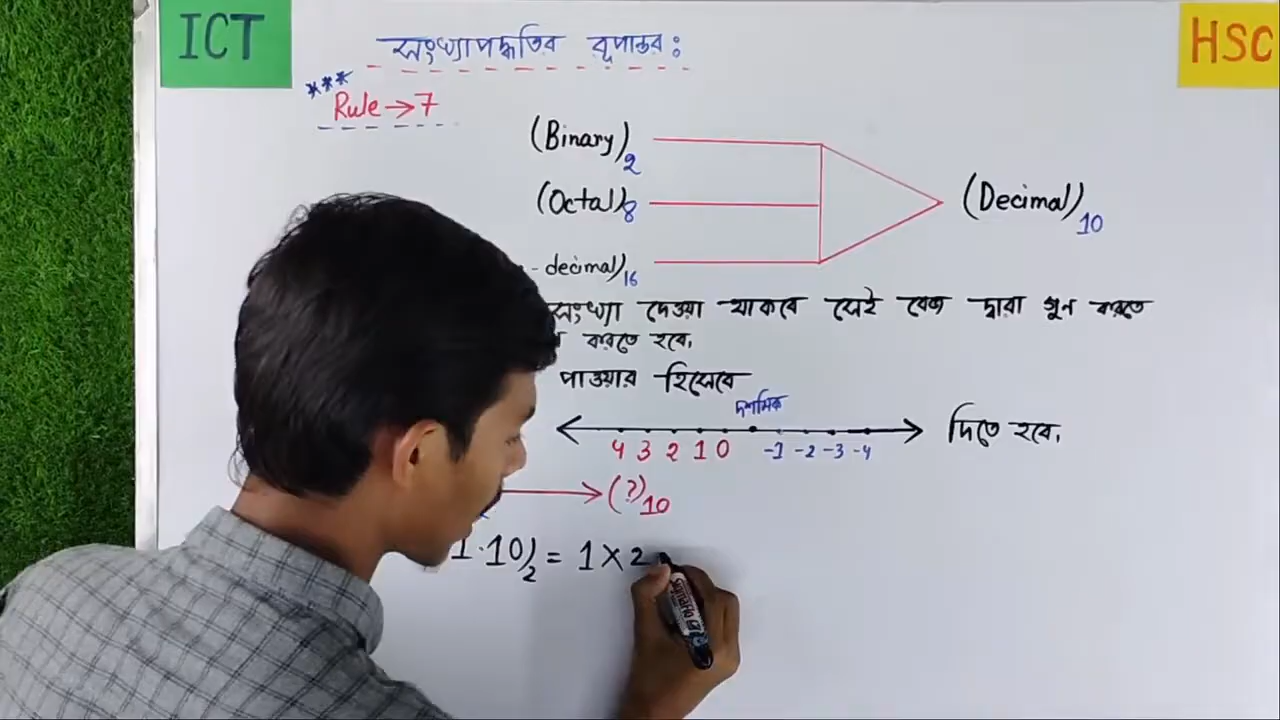 ICT
HSC
সংখ্যাপদ্ধতির রূপান্তর:
***
Rule → 7
(Binary)2
(Octal)8
- decimal)16
(Decimal)10
সংখ্যা দেওয়া থাকবে সেই বেজ দ্বারা গুন করতে
করতে হবে।
পাওয়ার হিসেবে
দশমিক
4 3 2 1 0 -1 -2 -3 -4
দিতে হবে।
→ (?)10
1.10)2 = 1 × 2